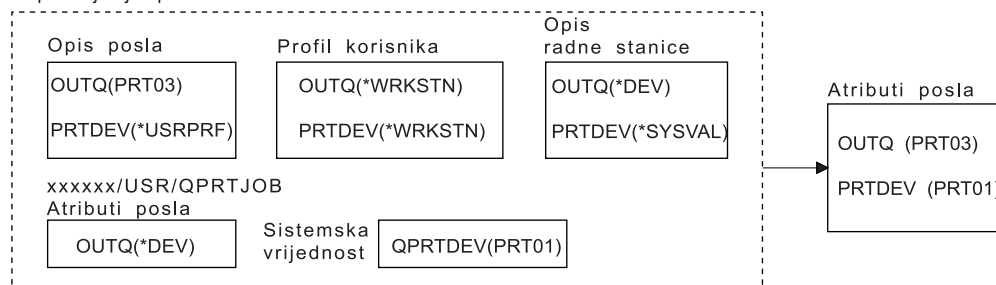 Opis posla
OUTQ(PRT03)
PRTDEV(*USRPRF)
Profil korisnika
OUTQ(*WRKSTN)
PRTDEV(*WRKSTN)
Opis
radne stanice
OUTQ(*DEV)
PRTDEV(*SYSVAL)
xxxxxx/USR/QPRTJOB
Atributi posla
OUTQ(*DEV)
Sistemska
vrijednost
QPRTDEV(PRT01)
Atributi posla
OUTQ (PRT03)
PRTDEV (PRT01)